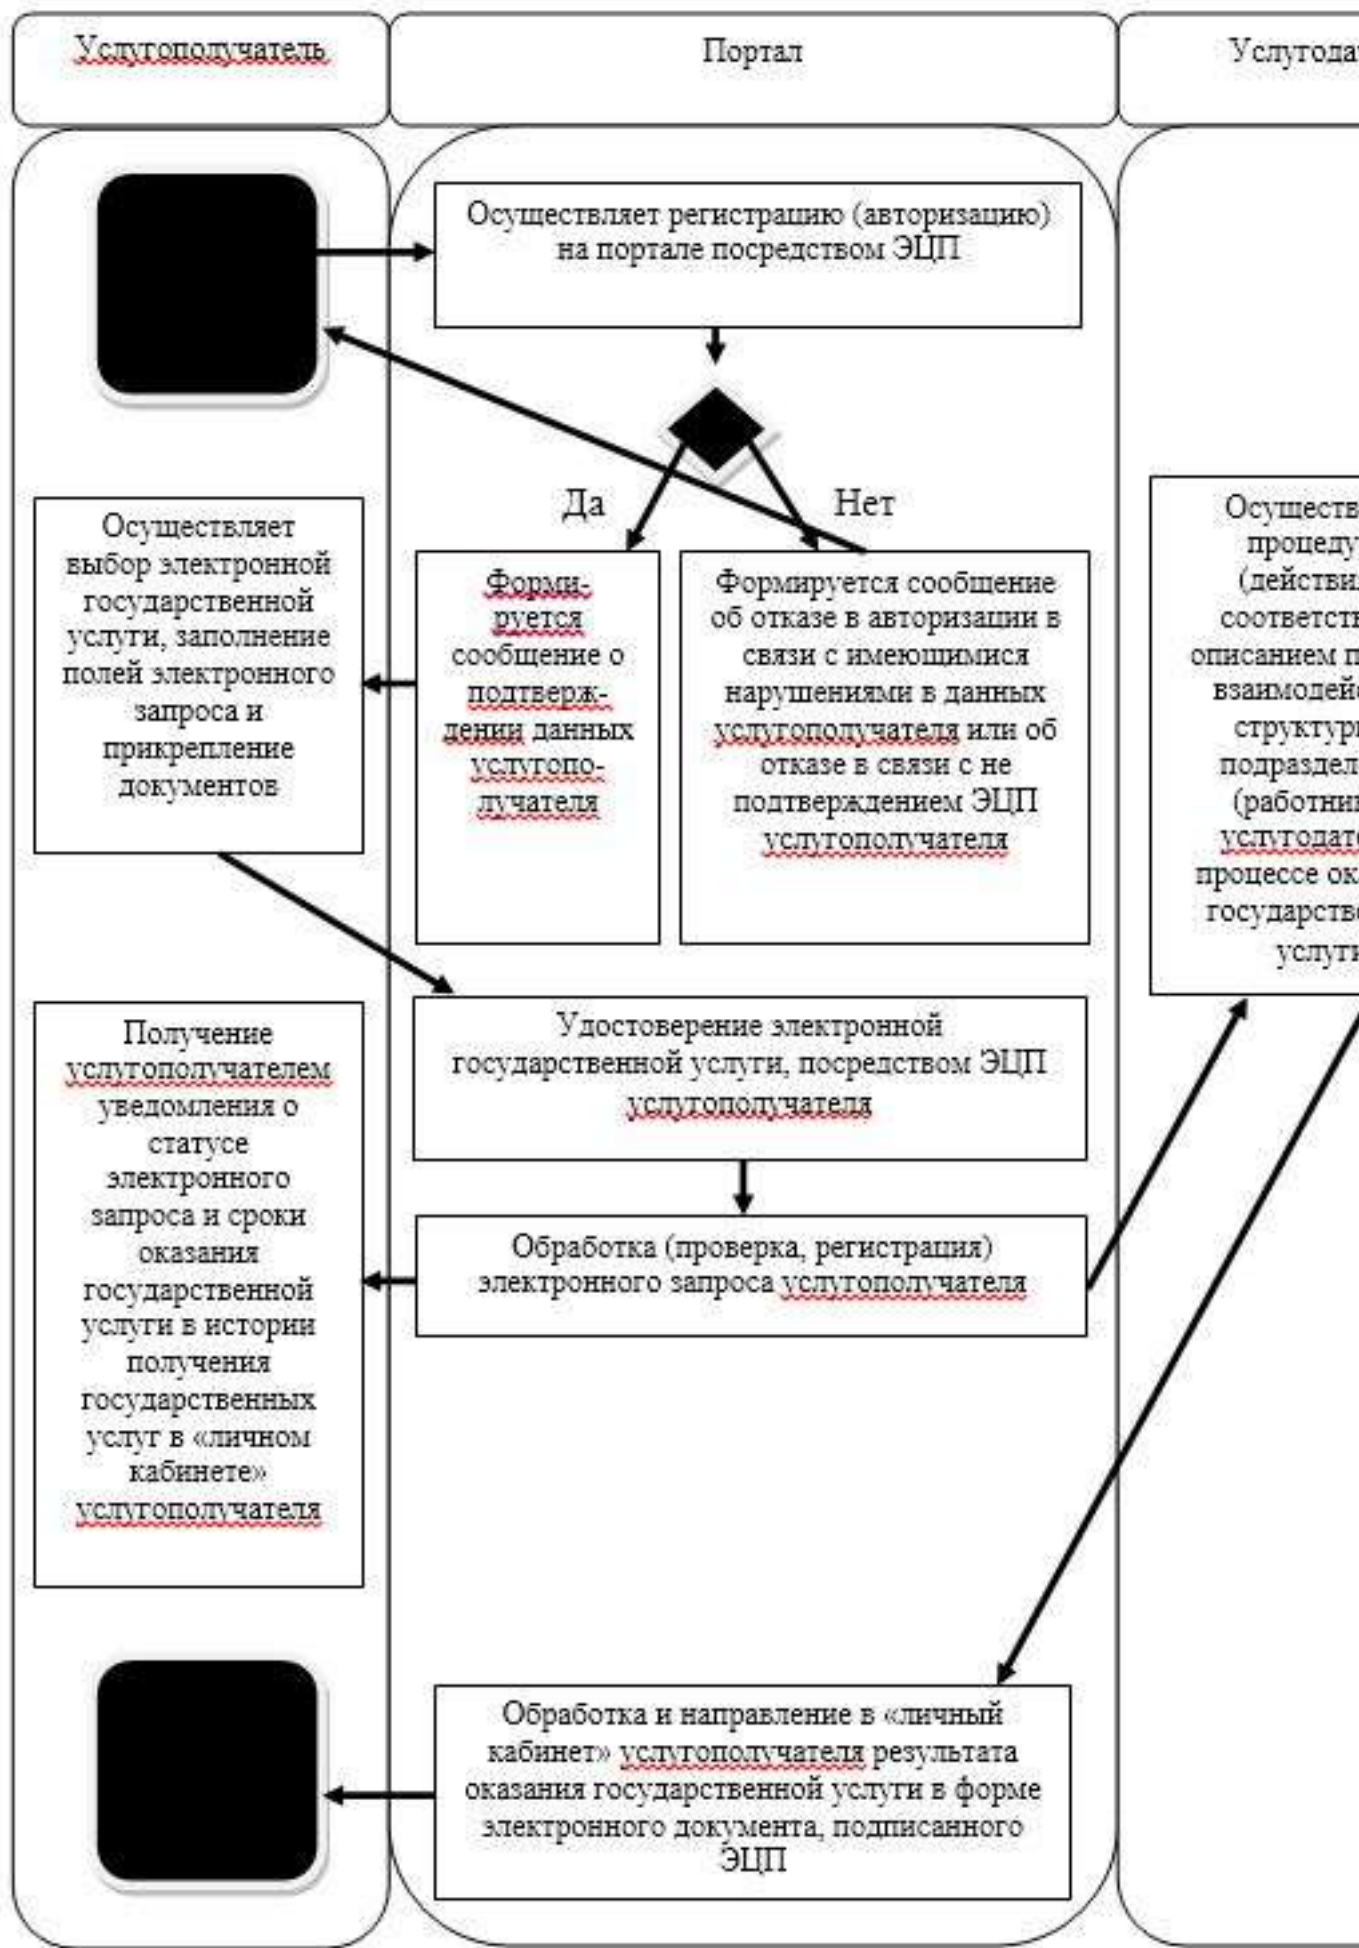 Услугополучатель
Портал
Осуществляет регистрацию (авторизацию)
на портале посредством ЭЦП
Да
Нет
Осуществляет
выбор электронной
государственной
услуги, заполнение
полей электронного
запроса и
прикрепление
документов
Форми-
руется
сообщение о
подтверж-
дении данных
услугопо-
лучателя
Формируется сообщение
об отказе в авторизации в
связи с имеющимися
нарушениями в данных
услугополучателя или об
отказе в связи с не
подтверждением ЭЦП
услугополучателя
описанием
процессе
Удостоверение электронной
государственной услуги, посредством ЭЦП
услугополучателя
Получение
услугополучателем
уведомления о
статусе
электронного
запроса и сроки
оказания
государственной
услуги в истории
получения
государственных
услуг в «личном
кабинете»
услугополучателя
Обработка (проверка, регистрация)
электронного запроса услугополучателя
Обработка и направление в «личный
кабинет» услугополучателя результата
оказания государственной услуги в форме
электронного документа, подписанного
ЭЦП